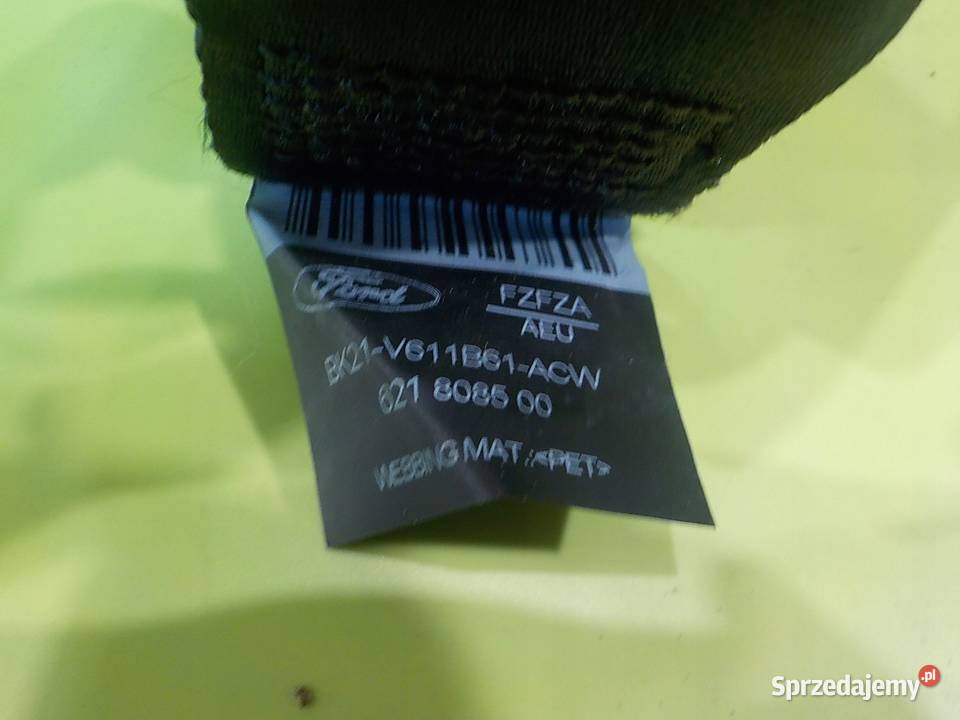 Ford
FZFZA
AEU
BK21-V611B61-ACW
621 8085 00
WEBBING MAT.:<PET>
Sprzedajemy.pl